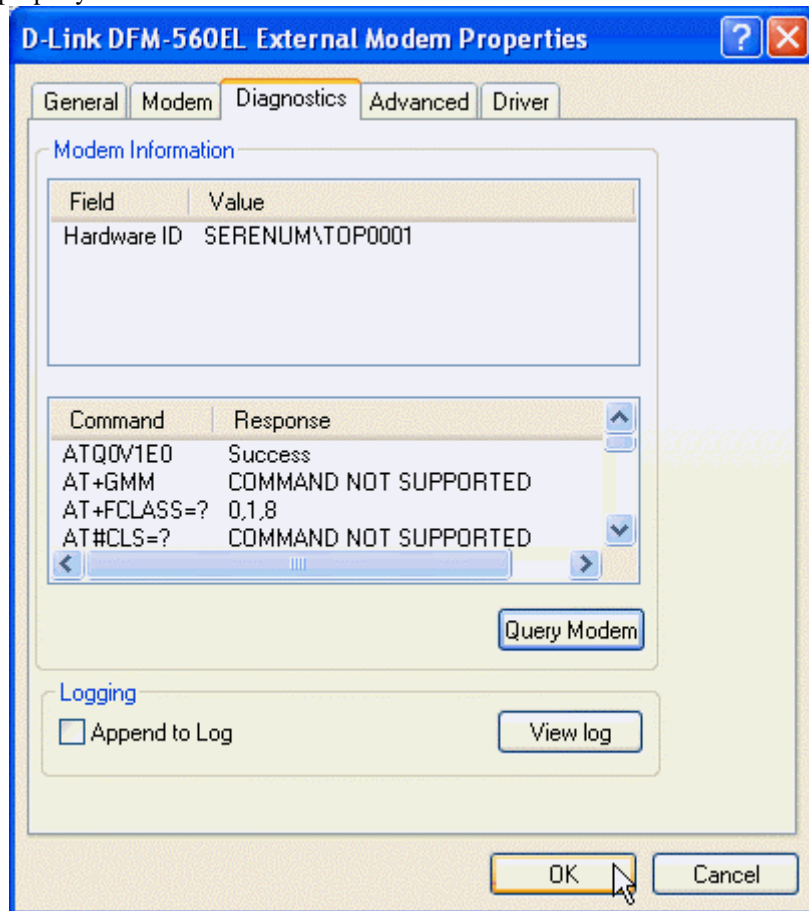 D-Link DFM-560EL External Modem Properties
General Modem Diagnostics Advanced Driver
Modem Information
Field Value
Hardware ID SERENUM\TOP0001
Command Response
ATQ0V1E0 Success
AT+GMM COMMAND NOT SUPPORTED
AT+FCLASS=? 0,1,8
AT#CLS=? COMMAND NOT SUPPORTED
Query Modem
Logging
Append to Log View log
OK Cancel